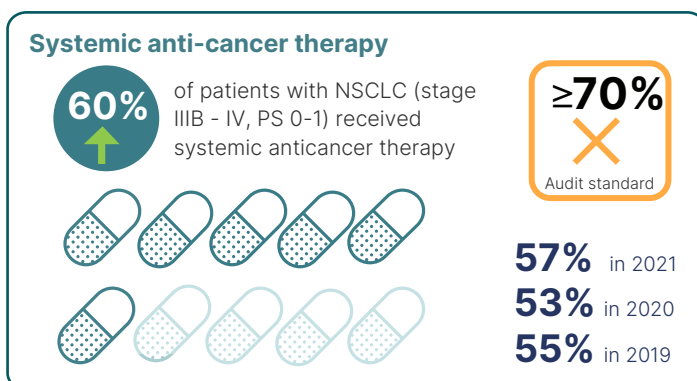 Systemic anti-cancer therapy
60%
of patients with NSCLC (stage
IIIB - IV, PS 0-1) received
systemic anticancer therapy
≥70%
Audit standard
57% in 2021
53% in 2020
55% in 2019